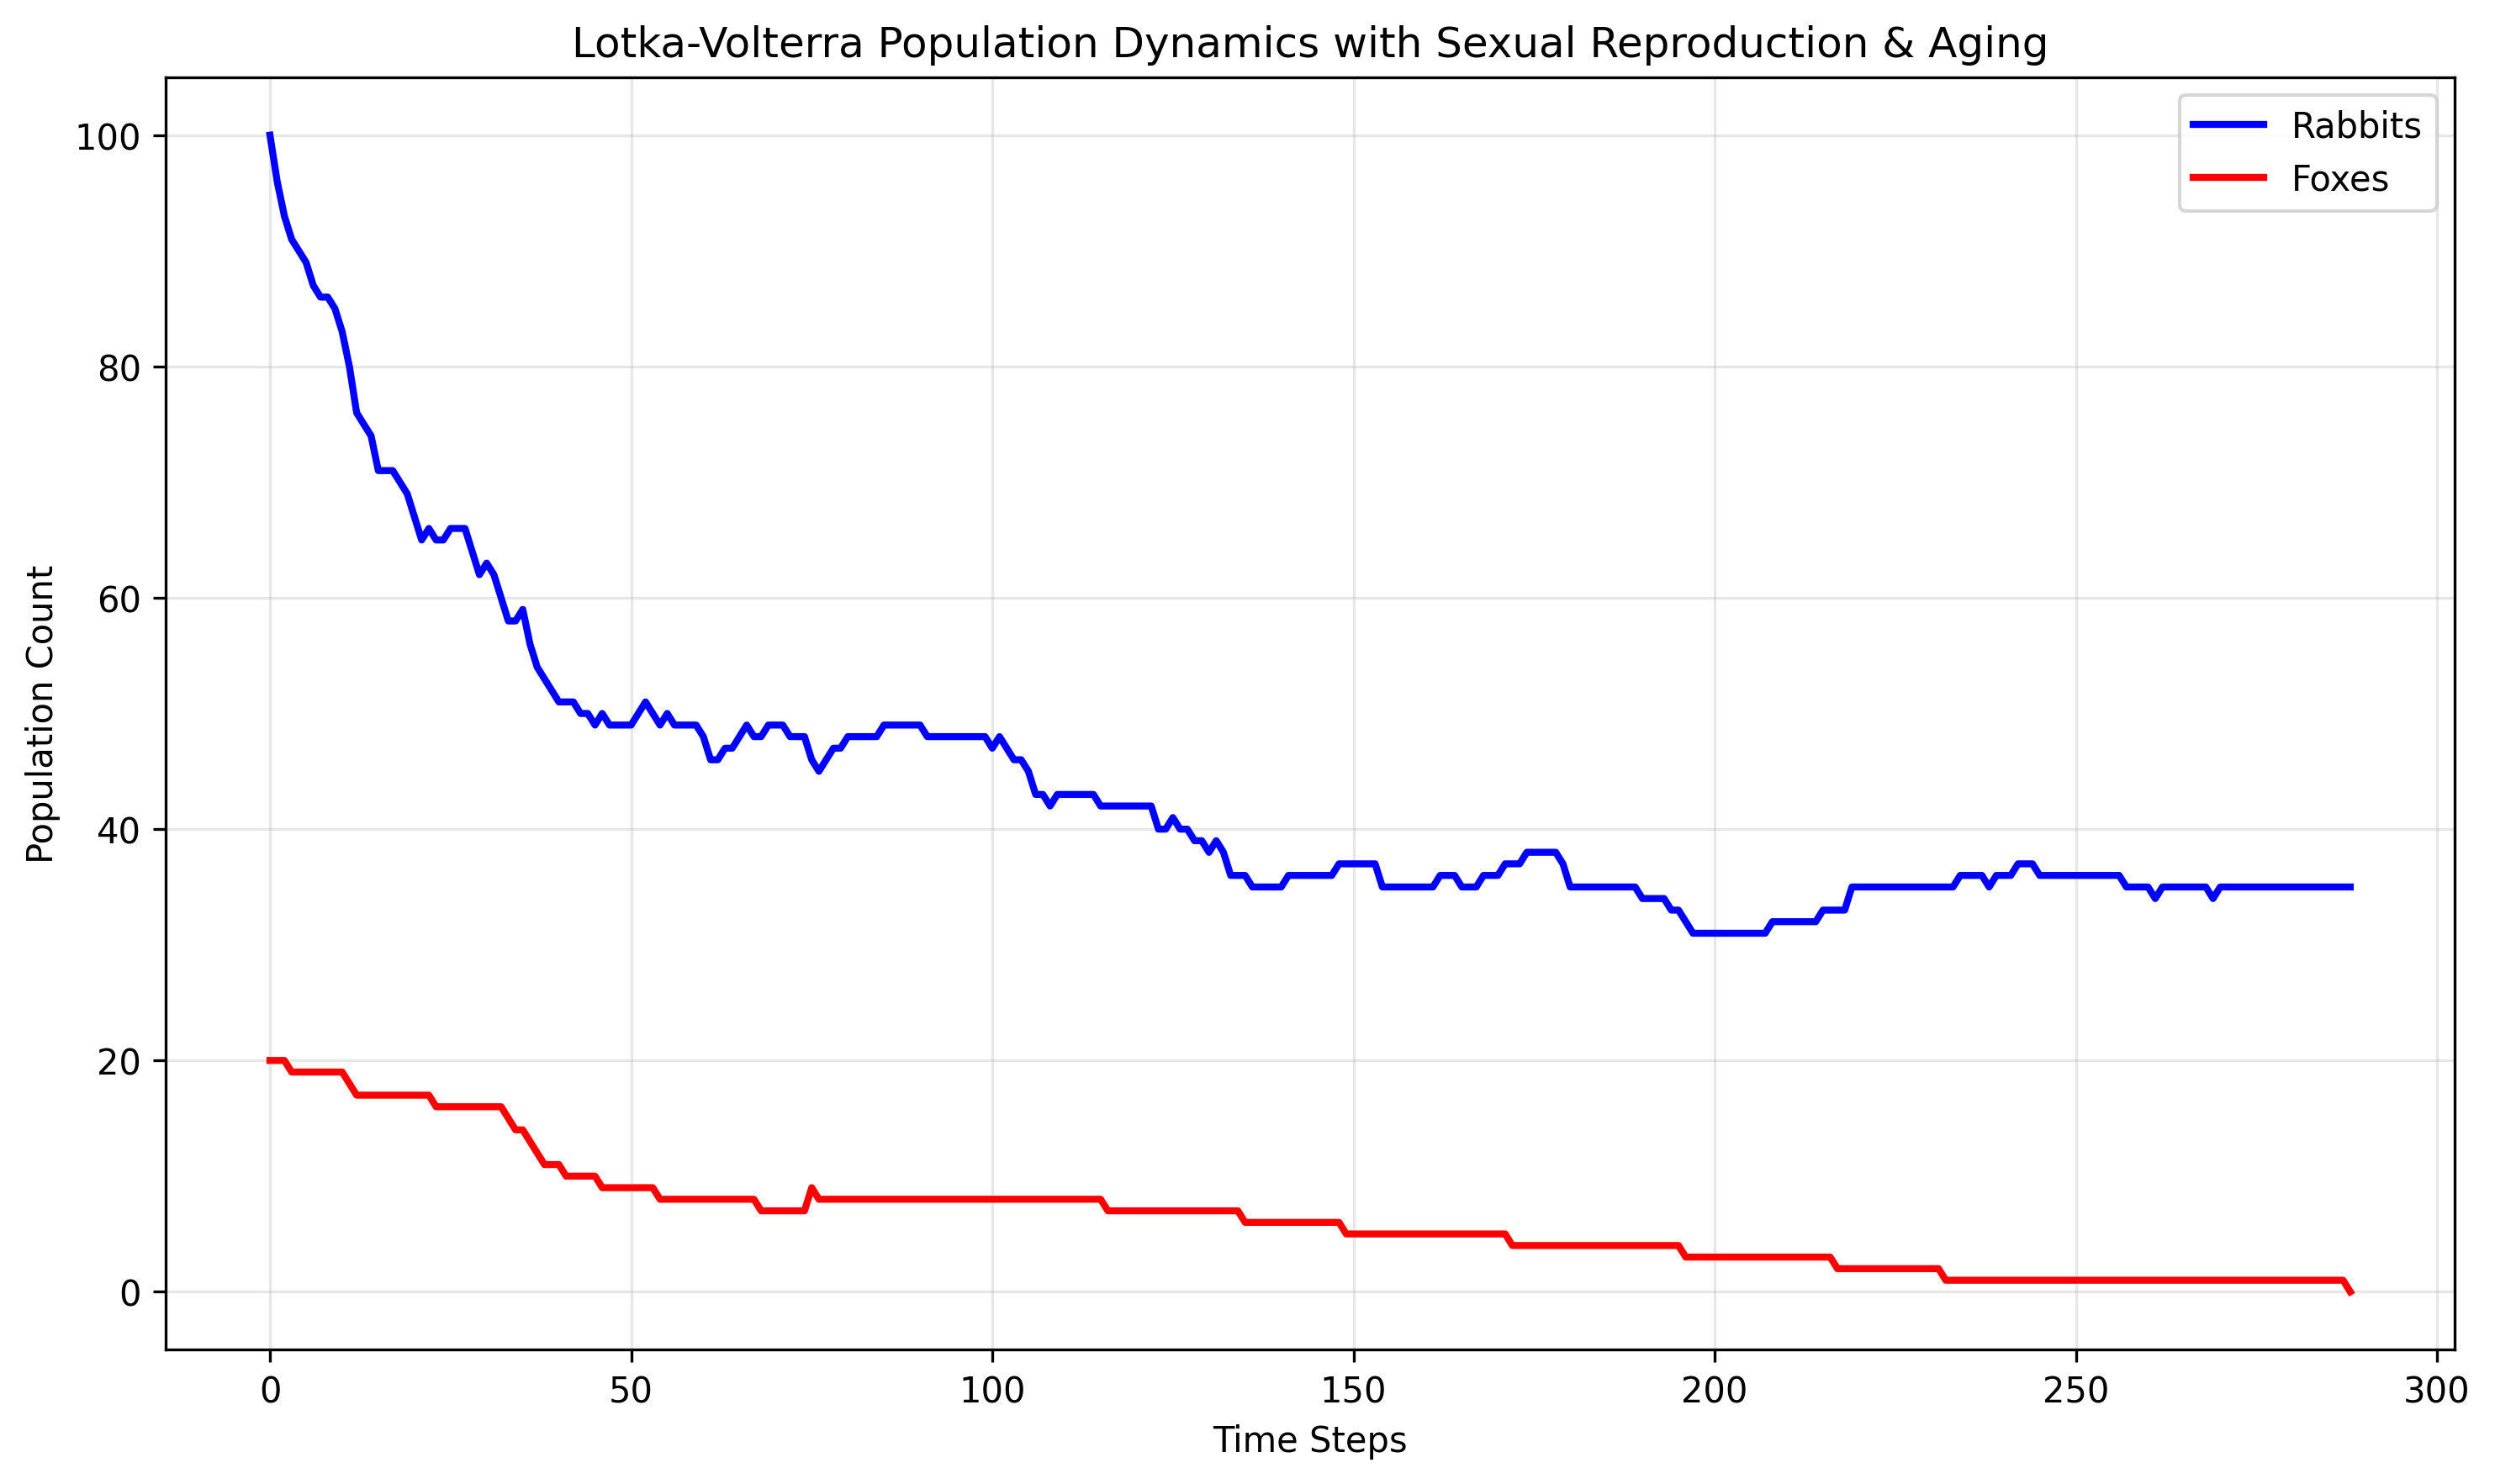 Lotka-Volterra Population Dynamics with Sexual Reproduction & Aging
Rabbits
Foxes
Population Count
100
80
60
40
20
0
0 50 100 150 200 250 300
Time Steps